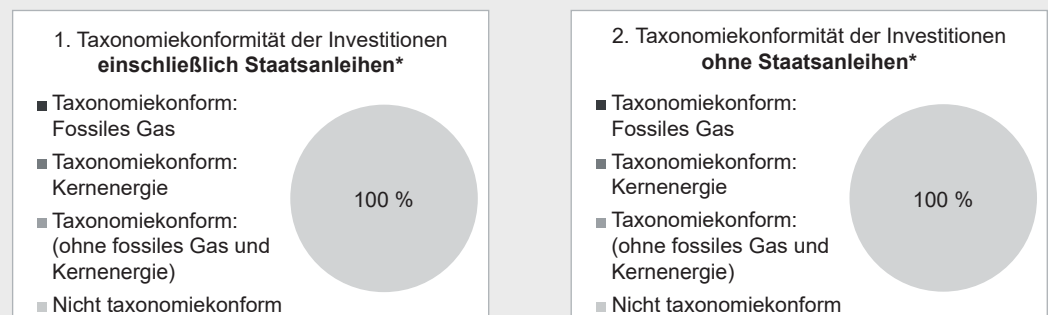 1. Taxonomiekonformität der Investitionen
einschließlich Staatsanleihen*
Taxonomiekonform:
Fossiles Gas
Taxonomiekonform:
Kernenergie
Taxonomiekonform:
(ohne fossiles Gas und
Kernenergie)
Nicht taxonomiekonform
100 %
2. Taxonomiekonformität der Investitionen
ohne Staatsanleihen*
Taxonomiekonform:
Fossiles Gas
Taxonomiekonform:
Kernenergie
Taxonomiekonform:
(ohne fossiles Gas und
Kernenergie)
Nicht taxonomiekonform
100 %